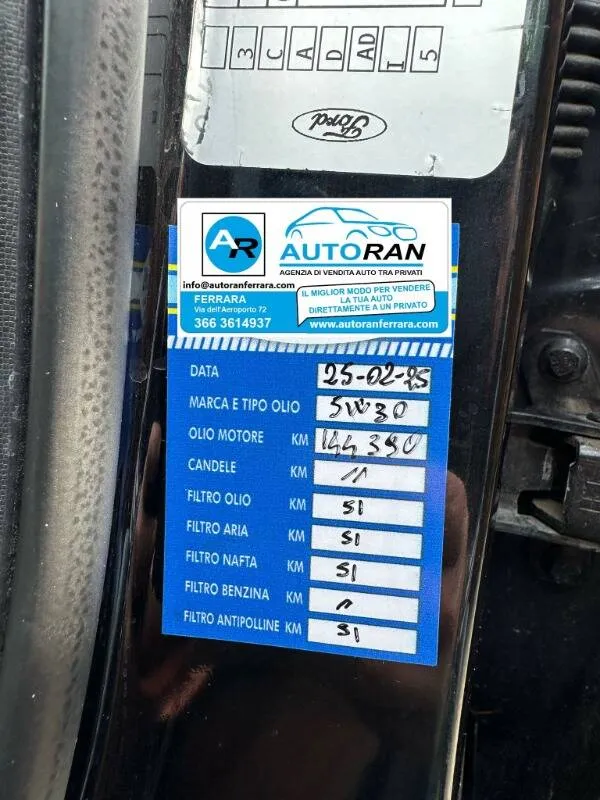 3 C A D AD I 5
Ford
AR
AUTORAN
AGENZIA DI VENDITA AUTO TRA PRIVATI
info@autoranferrara.com
FERRARA
Via dell'Aeroporto 72
366 3614937
IL MIGLIOR MODO PER VENDERE
LA TUA AUTO
DIRETTAMENTE A UN PRIVATO
www.autoranferrara.com
DATA 25-02-25
MARCA E TIPO OLIO 5W30
OLIO MOTORE KM 144390
CANDELE KM 11
FILTRO OLIO KM SI
FILTRO ARIA KM SI
FILTRO NAFTA KM SI
FILTRO BENZINA KM 11
FILTRO ANTIPOLLINE KM SI